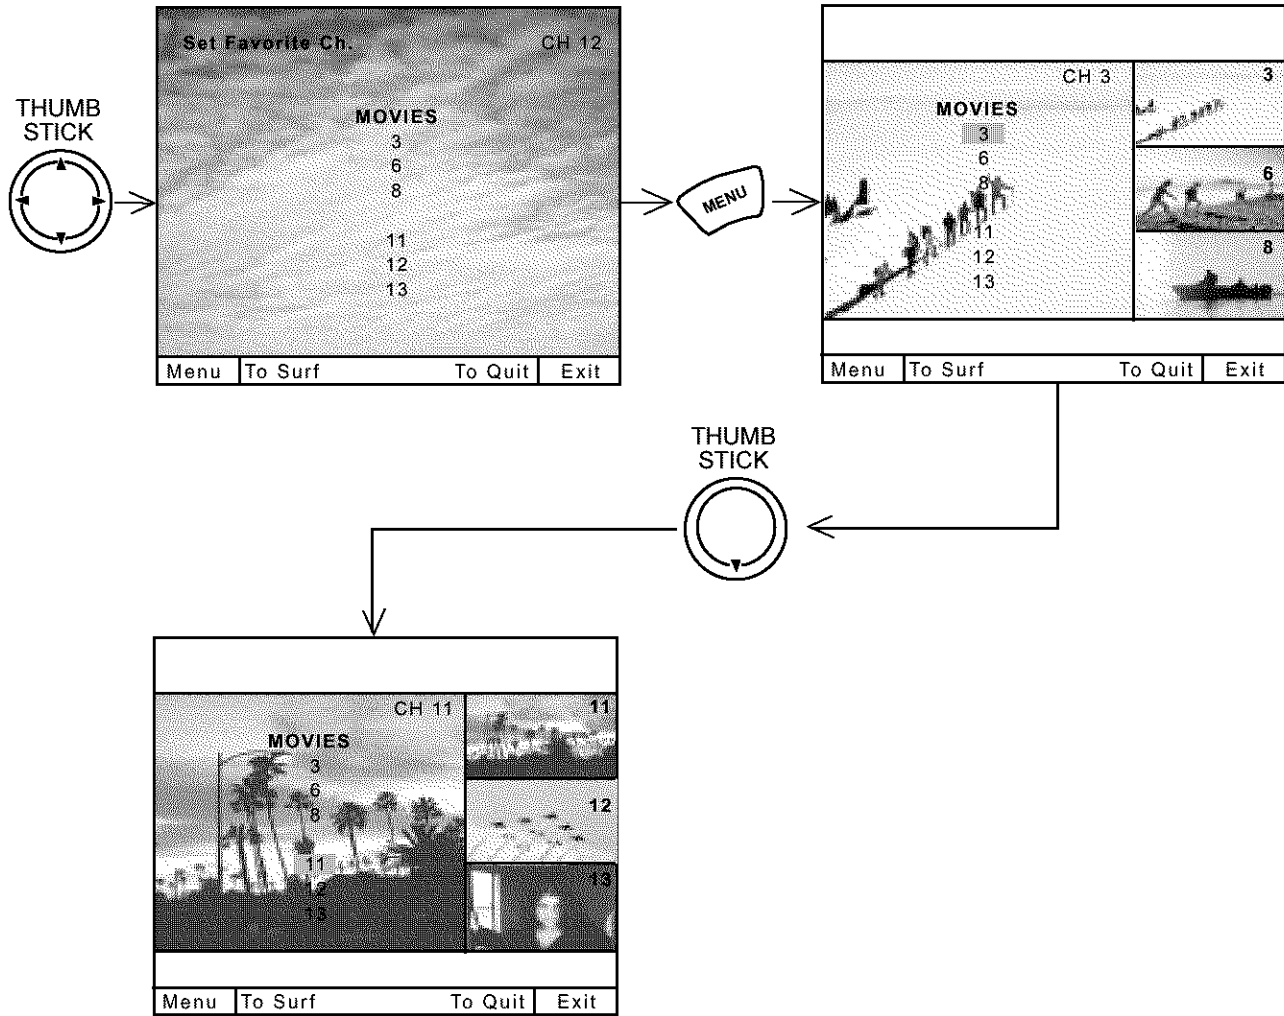 THUMB
STICK
Set Favorite Ch. CH 12
MOVIES
3
6
8
11
12
13
Menu To Surf To Quit Exit
MENU
CH 3
MOVIES
3
6
8
11
12
13
3
6
8
Menu To Surf To Quit Exit
THUMB
STICK
CH 11
MOVIES
3
6
8
11
12
13
11
12
13
Menu To Surf To Quit Exit